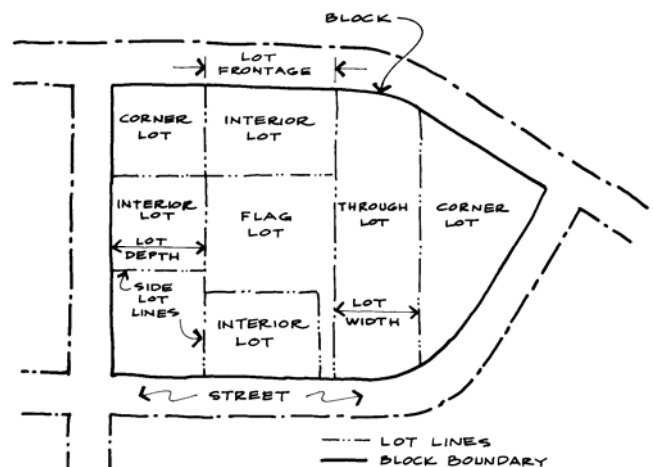 BLOCK
LOT
FRONTAGE
CORNER
LOT
INTERIOR
LOT
INTERIOR
LOT
FLAG
LOT
THROUGH
LOT
CORNER
LOT
LOT
DEPTH
SIDE
LOT
LINES
INTERIOR
LOT
LOT
WIDTH
STREET
LOT LINES
BLOCK BOUNDARY